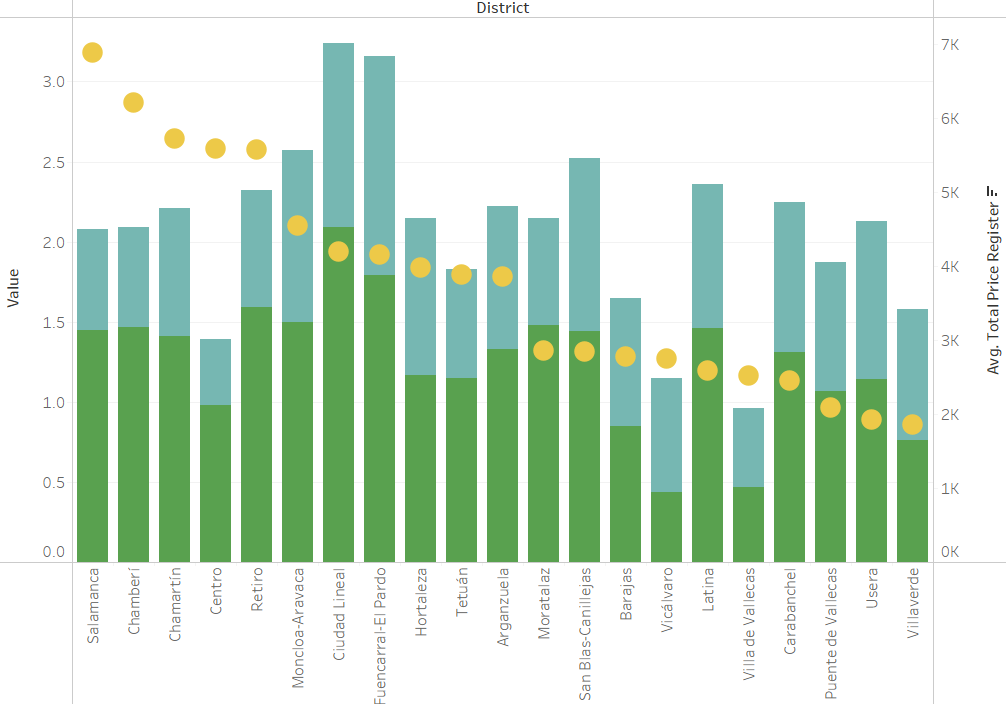 District
3.0
2.5
2.0
1.5
1.0
0.5
0.0
Value
7K
6K
5K
4K
3K
2K
1K
0K
Avg. Total Price Register
Salamanca
Chamberí
Chamartín
Centro
Retiro
Moncloa-Aravaca
Ciudad Lineal
Fuencarral-El Pardo
Hortaleza
Tetuán
Arganzuela
Moratalaz
San Blas-Canillejas
Barajas
Vicálvaro
Latina
Villa de Vallecas
Carabanchel
Puente de Vallecas
Usera
Villaverde